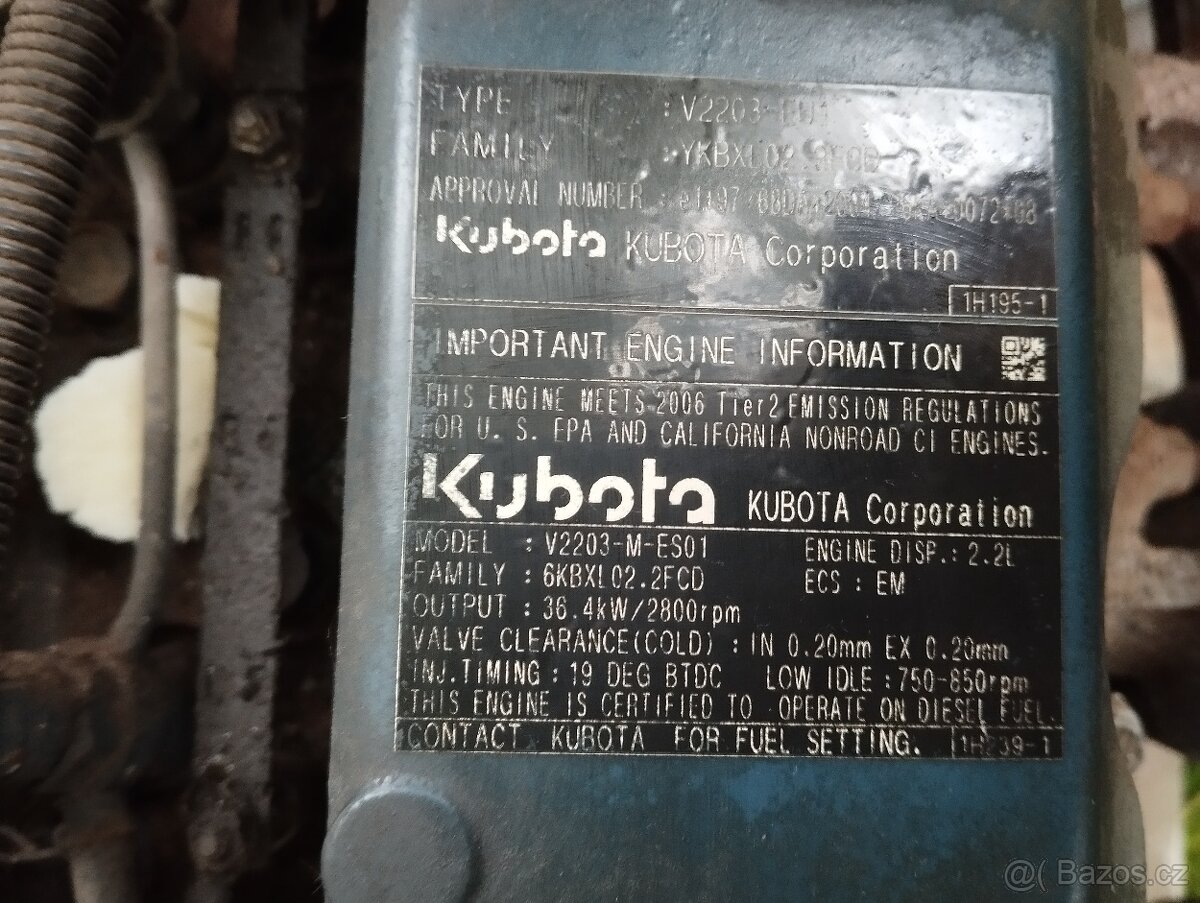 TYPE : V2203-EU1
FAMILY : YKBXL02.
APPROVAL NUMBER :
Kubota KUBOTA Corporation
1H195-1
IMPORTANT ENGINE INFORMATION
THIS ENGINE MEETS 2006 Tier2 EMISSION REGULATIONS
FOR U. S. EPA AND CALIFORNIA NONROAD CI ENGINES.
Kubota KUBOTA Corporation
MODEL : V2203-M-ES01 ENGINE DISP.: 2.2L
FAMILY : 6KBXL02.2FCD ECS : EM
OUTPUT : 36.4kW/2800rpm
VALVE CLEARANCE(COLD) : IN 0.20mm EX 0.20mm
INJ.TIMING : 19 DEG BTDC LOW IDLE :750-850rpm
THIS ENGINE IS CERTIFIED TO OPERATE ON DIESEL FUEL.
CONTACT KUBOTA FOR FUEL SETTING.
@( Bazos.cz